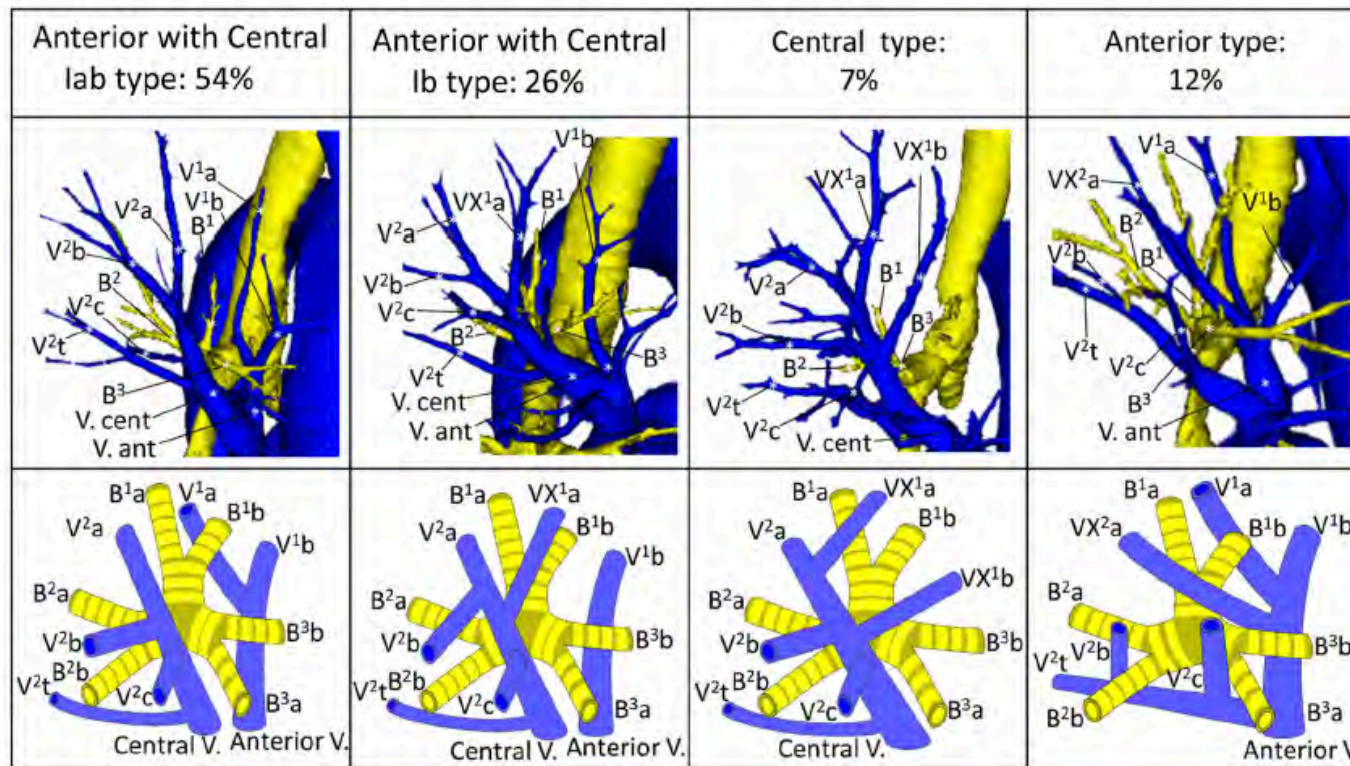 Anterior with Central
Iab type: 54%
Anterior with Central
Ib type: 26%
Central type:
7%
Anterior type:
12%
V¹a
V¹b
V²a
B¹
V²b
B²
V²c
V²t
B³
V. cent
V. ant
V¹b
B¹
VX¹a
V²a
V²b
V²c
B²
B³
V²t
V. cent
V. ant
VX¹b
VX¹a
B¹
V²a
B³
V²b
B²
V²t
V²c
V. cent
V¹a
VX²a
V¹b
B²
B¹
V²b
V²t
V²c
B³
V. ant
B¹a
V¹a
B¹b
V²a
V¹b
B²a
B³b
V²b
B²b
V²t
V²c
B³a
Central V.
Anterior V.
B¹a
VX¹a
B¹b
V²a
V¹b
B²a
B³b
V²b
B²b
V²t
V²c
B³a
Central V.
Anterior V.
B¹a
VX¹a
B¹b
V²a
VX¹b
B²a
B³b
V²b
B²b
V²t
V²c
B³a
Central V.
B¹a
V¹a
B¹b
V¹b
VX²a
B²a
B³b
V²b
V²t
V²c
B²b
B³a
Anterior V